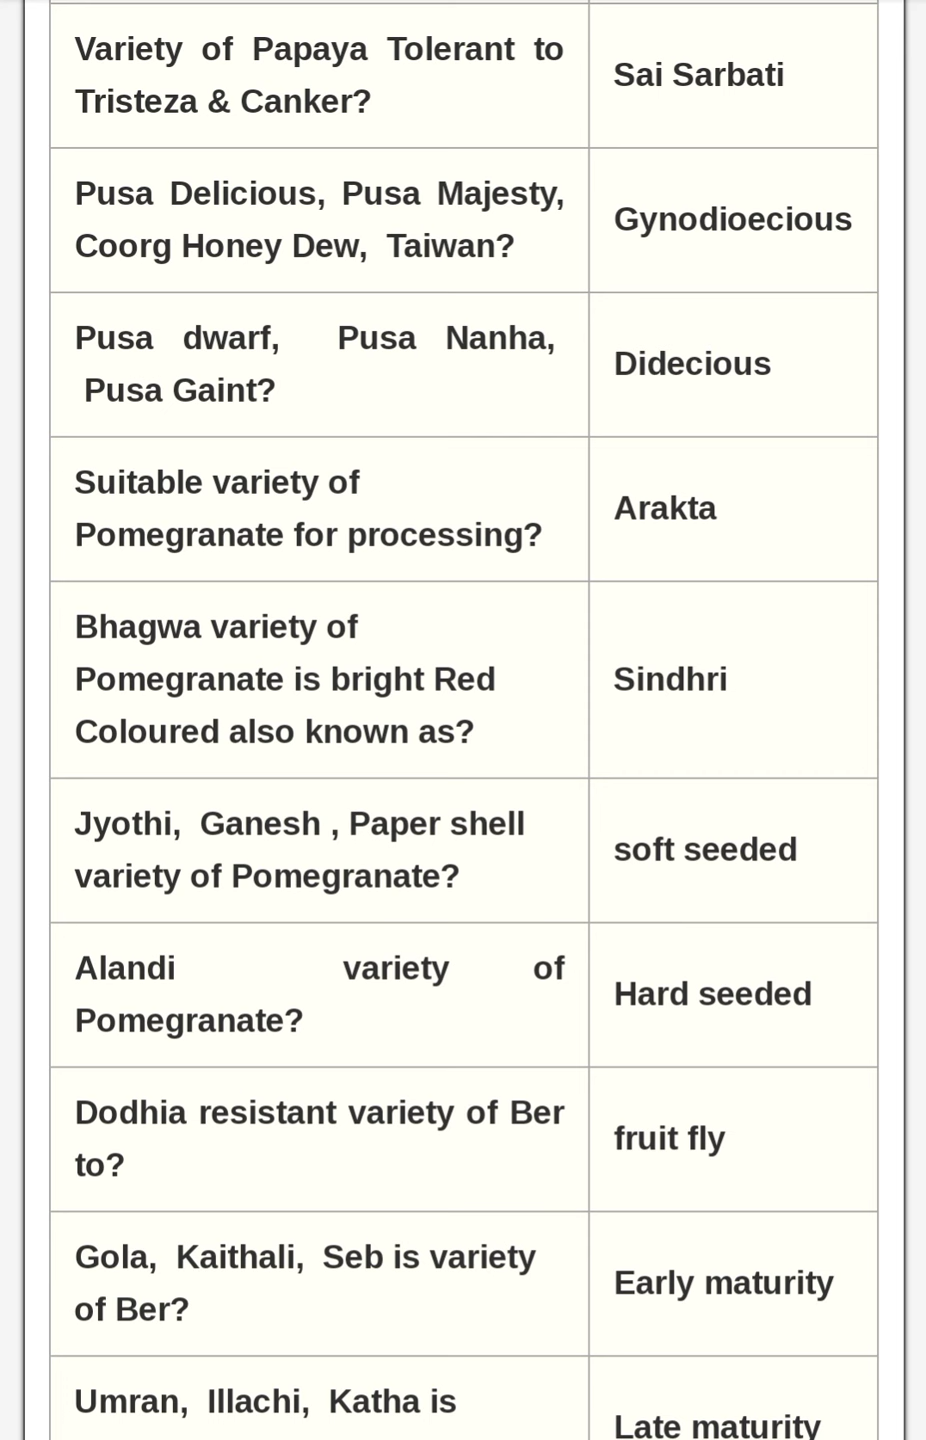 Variety of Papaya Tolerant to
Tristeza & Canker?
Sai Sarbati
Pusa Delicious, Pusa Majesty,
Coorg Honey Dew, Taiwan?
Gynodioecious
Pusa dwarf, Pusa Nanha,
Pusa Gaint?
Didecious
Suitable variety of
Pomegranate for processing?
Arakta
Bhagwa variety of
Pomegranate is bright Red
Coloured also known as?
Sindhri
Jyothi, Ganesh , Paper shell
variety of Pomegranate?
soft seeded
Alandi variety of
Pomegranate?
Hard seeded
Dodhia resistant variety of Ber
to?
fruit fly
Gola, Kaithali, Seb is variety
of Ber?
Early maturity
Umran, Illachi, Katha is
Late maturity